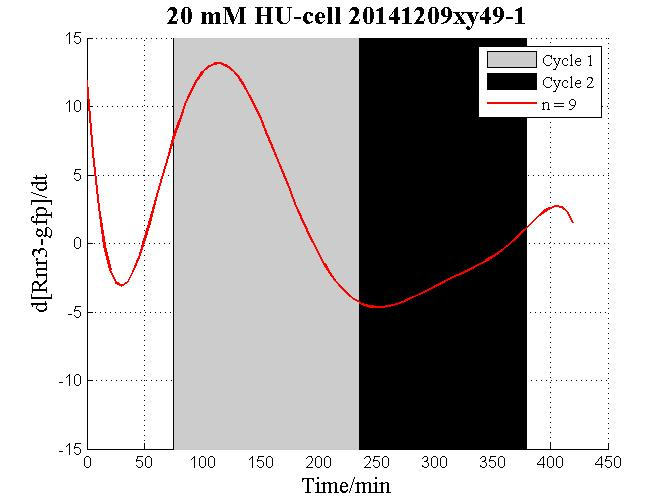 20 mM HU-cell 20141209xy49-1
Cycle 1
Cycle 2
n = 9
d[Rnr3-gfp]/dt
15
10
5
0
-5
-10
-15
0 50 100 150 200 250 300 350 400 450
Time/min